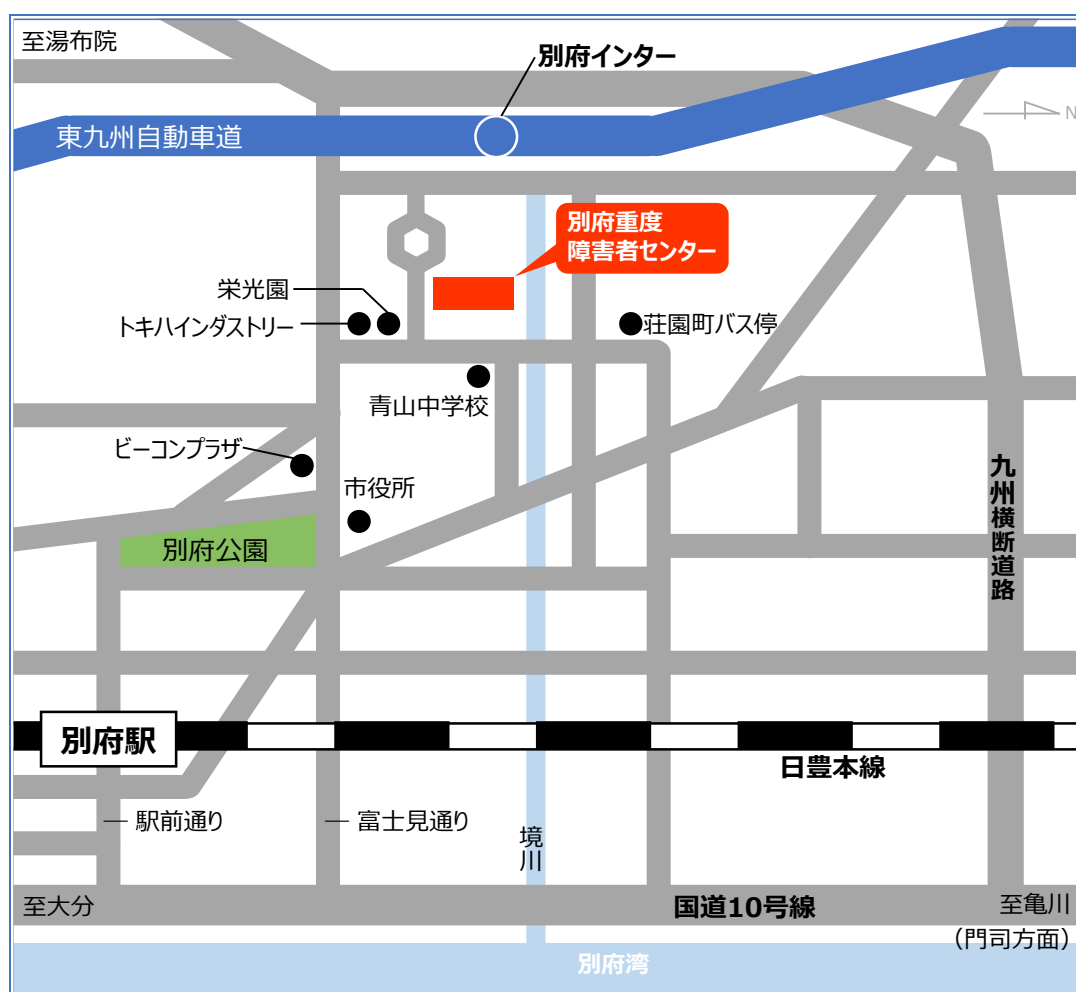 至湯布院
別府インター
N
東九州自動車道
別府重度
障害者センター
栄光園
トキハインダストリー
荘園町バス停
青山中学校
ビーコンプラザ
市役所
九州横断道路
別府公園
別府駅
日豊本線
駅前通り
富士見通り
境川
至大分
国道10号線
至亀川
（門司方面）
別府湾